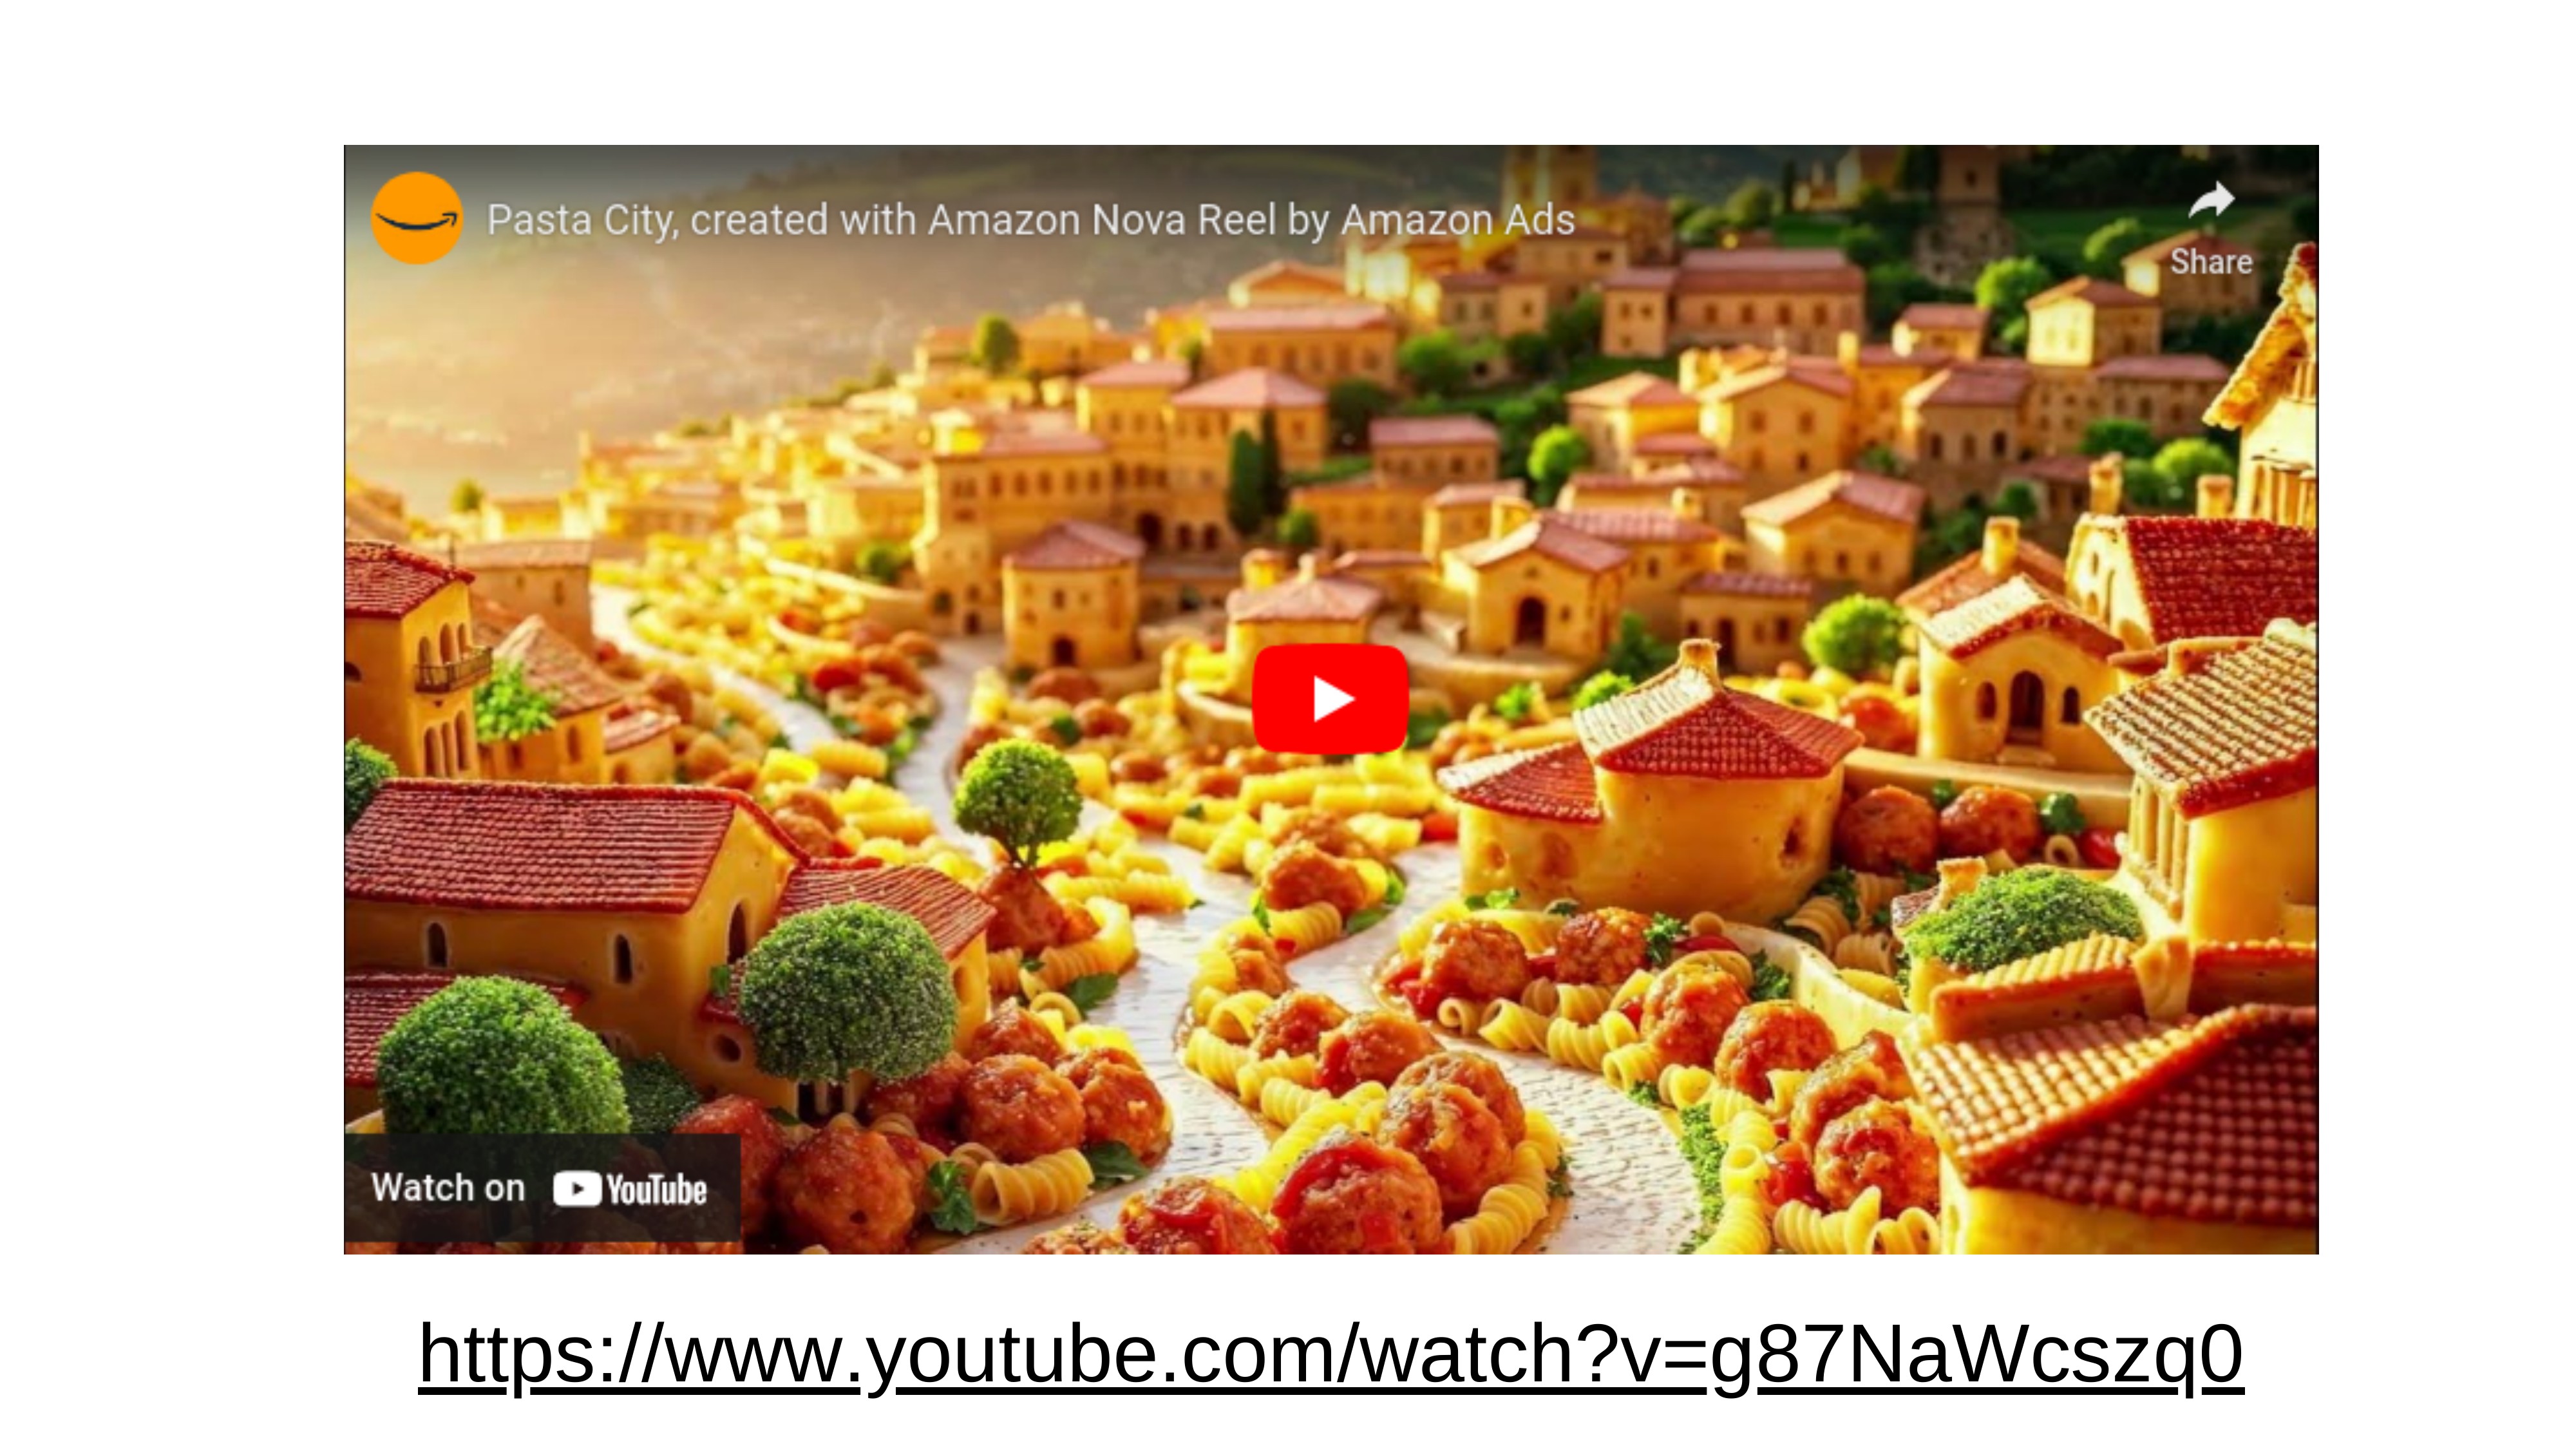 Pasta City, created with Amazon Nova Reel by Amazon Ads
Share
Watch on YouTube
https://www.youtube.com/watch?v=g87NaWcszq0